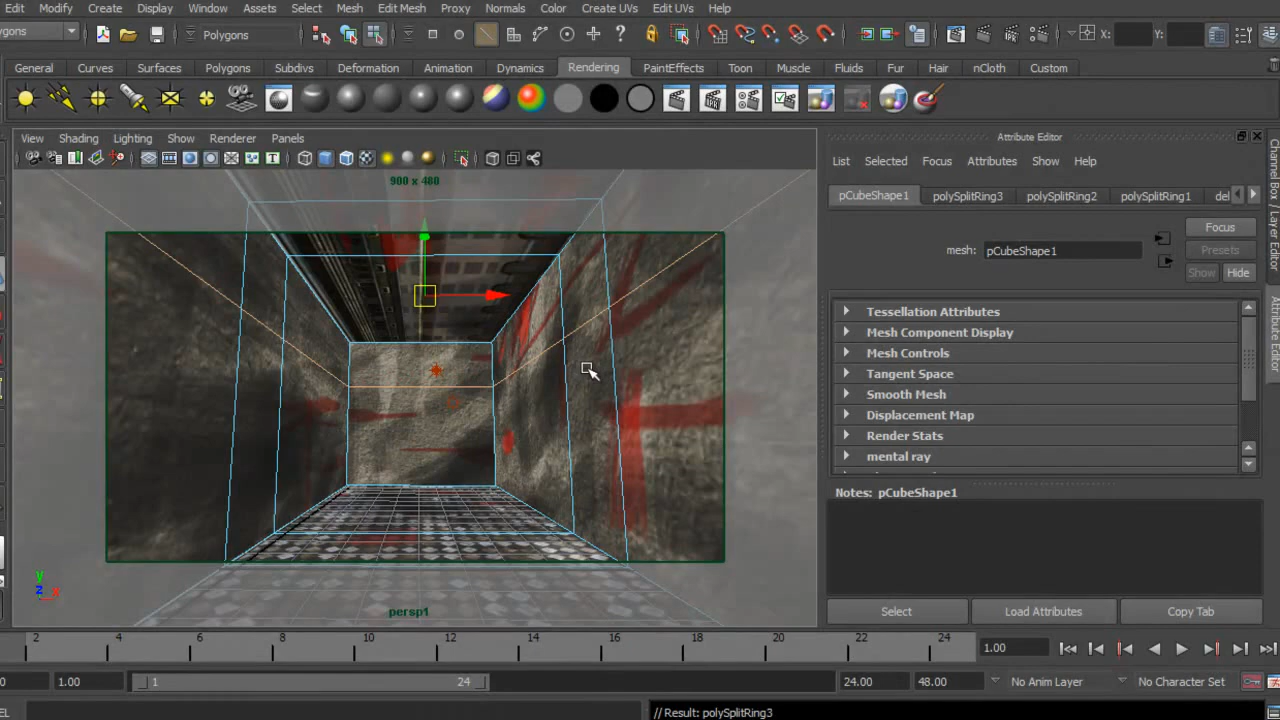 Edit Modify Create Display Window Assets Select Mesh Edit Mesh Proxy Normals Color Create UVs Edit UVs Help
Polygons X: Y:
General Curves Surfaces Polygons Subdivs Deformation Animation Dynamics Rendering PaintEffects Toon Muscle Fluids Fur Hair nCloth Custom
View Shading Lighting Show Renderer Panels
900 x 480
persp1
y
z x
Attribute Editor
List Selected Focus Attributes Show Help
pCubeShape1 polySplitRing3 polySplitRing2 polySplitRing1 del
Focus
mesh: pCubeShape1 Presets
Show Hide
Tessellation Attributes
Mesh Component Display
Mesh Controls
Tangent Space
Smooth Mesh
Displacement Map
Render Stats
mental ray
Notes: pCubeShape1
Select Load Attributes Copy Tab
Channel Box / Layer Editor
Attribute Editor
2 4 6 8 10 12 14 16 18 20 22 24 1.00
1.00 1 24 24.00 48.00 No Anim Layer No Character Set
// Result: polySplitRing3